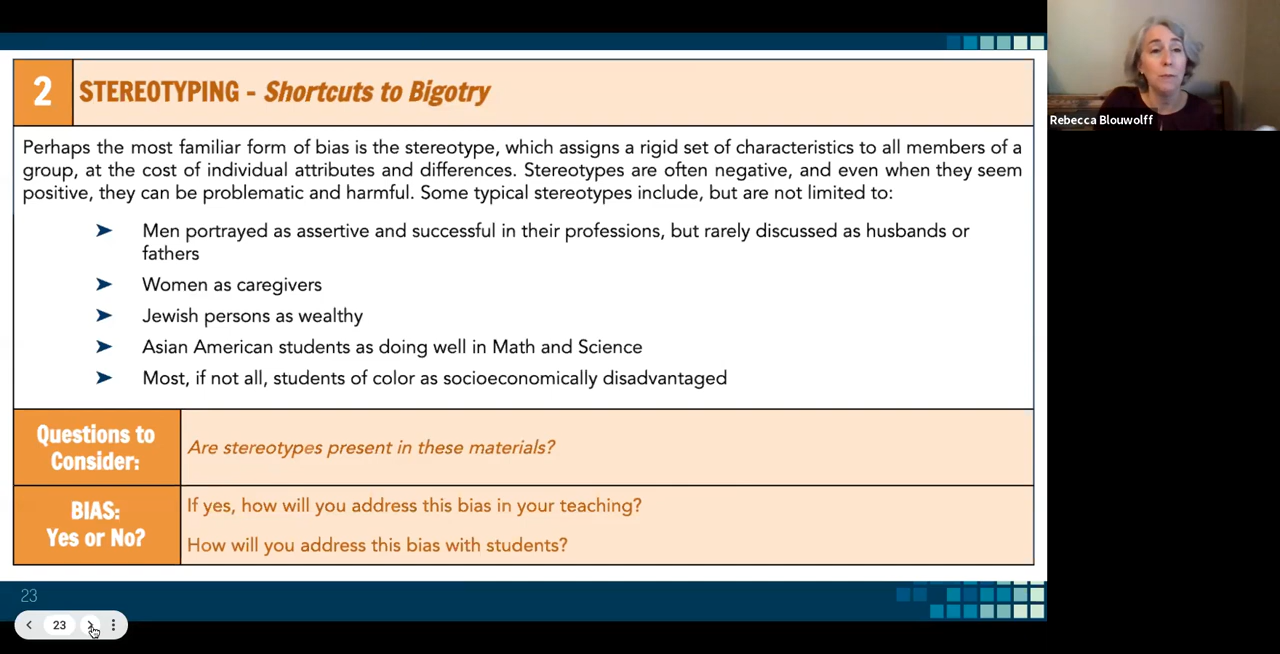 2
STEREOTYPING - Shortcuts to Bigotry
Rebecca Blouwolff
Perhaps the most familiar form of bias is the stereotype, which assigns a rigid set of characteristics to all members of a
group, at the cost of individual attributes and differences. Stereotypes are often negative, and even when they seem
positive, they can be problematic and harmful. Some typical stereotypes include, but are not limited to:
➤ Men portrayed as assertive and successful in their professions, but rarely discussed as husbands or
fathers
➤ Women as caregivers
➤ Jewish persons as wealthy
➤ Asian American students as doing well in Math and Science
➤ Most, if not all, students of color as socioeconomically disadvantaged
Questions to
Consider:
Are stereotypes present in these materials?
BIAS:
Yes or No?
If yes, how will you address this bias in your teaching?
How will you address this bias with students?
23
23